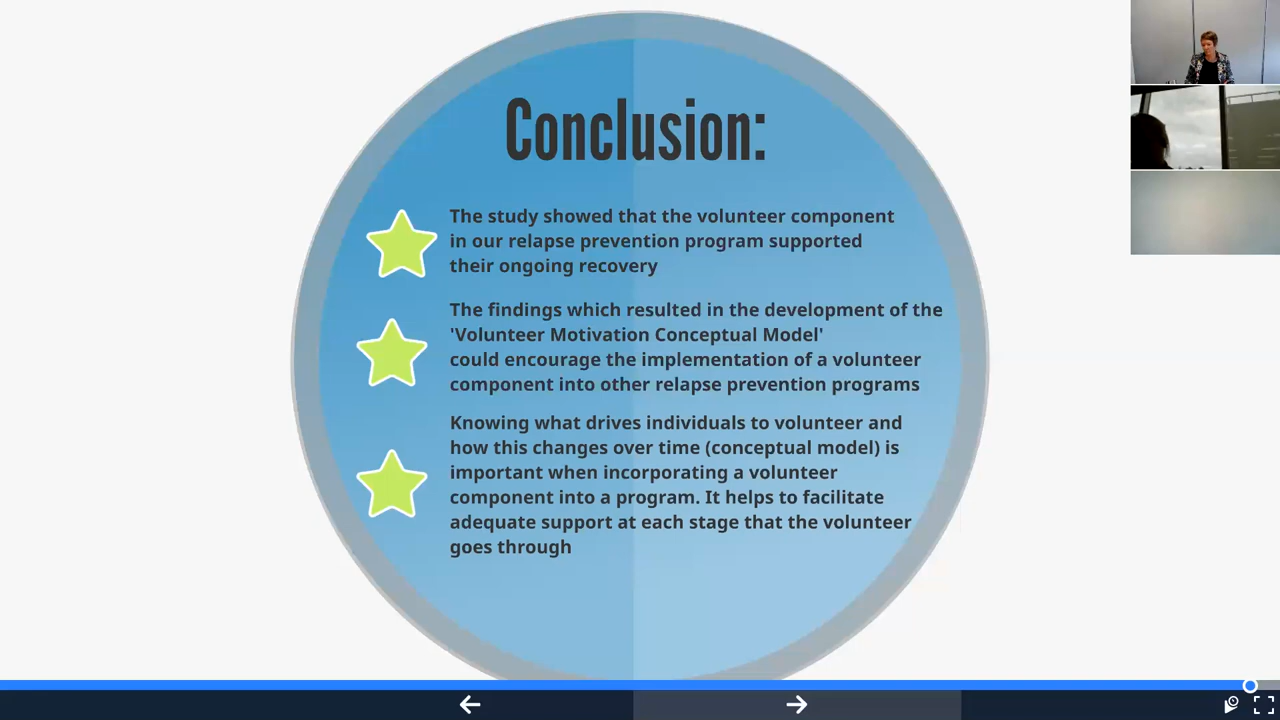 Conclusion:
The study showed that the volunteer component
in our relapse prevention program supported
their ongoing recovery
The findings which resulted in the development of the
'Volunteer Motivation Conceptual Model'
could encourage the implementation of a volunteer
component into other relapse prevention programs
Knowing what drives individuals to volunteer and
how this changes over time (conceptual model) is
important when incorporating a volunteer
component into a program. It helps to facilitate
adequate support at each stage that the volunteer
goes through